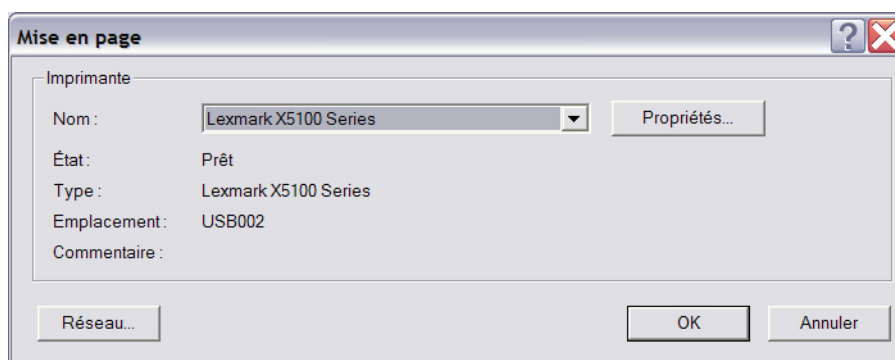 Mise en page
Imprimante
Nom : Lexmark X5100 Series Propriétés...
État : Prêt
Type : Lexmark X5100 Series
Emplacement : USB002
Commentaire :
Réseau... OK Annuler